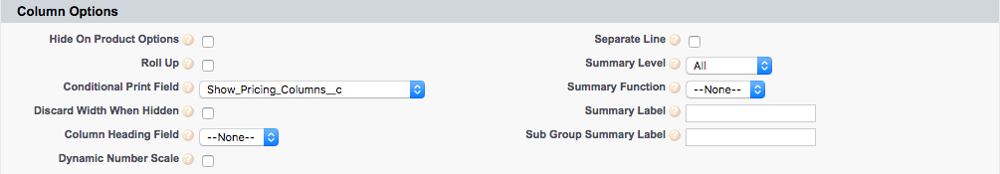 Column Options
Hide On Product Options ? Separate Line ?
Roll Up ? Summary Level ? All
Conditional Print Field ? Show_Pricing_Columns__c Summary Function ? --None--
Discard Width When Hidden ? Summary Label ?
Column Heading Field ? --None-- Sub Group Summary Label ?
Dynamic Number Scale ?